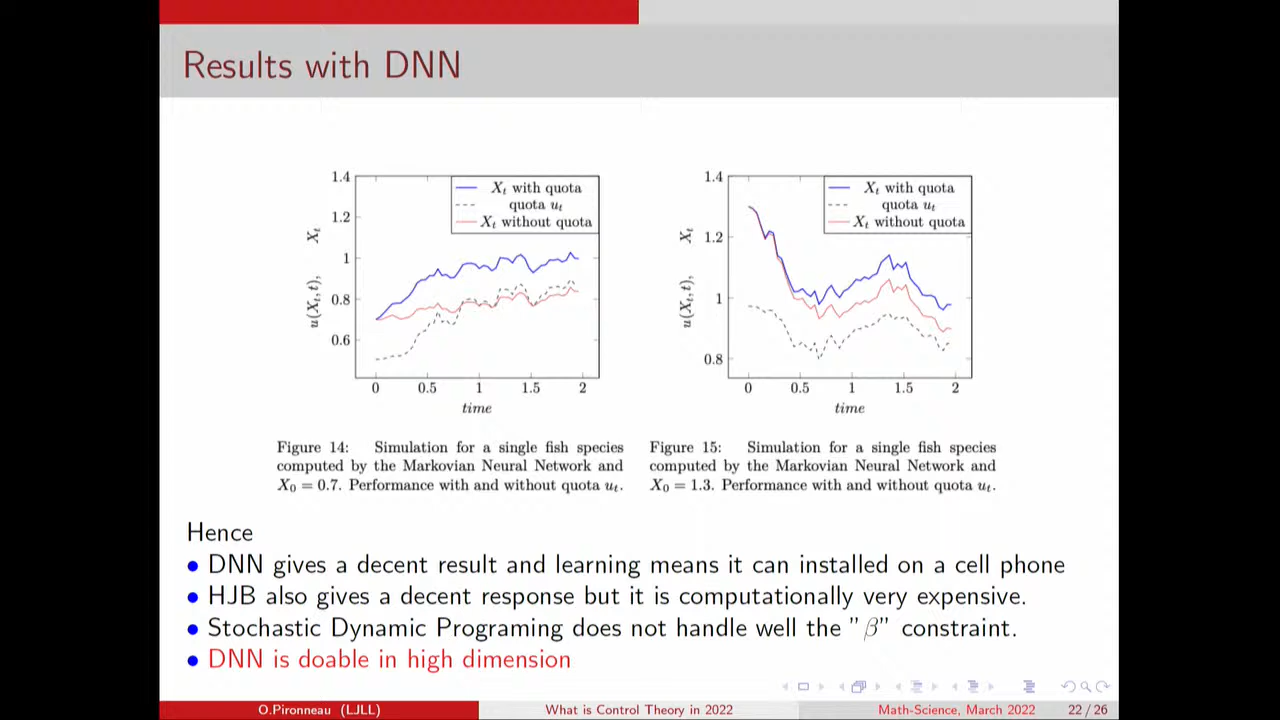 Results with DNN
1.4
1.2
1
0.8
0.6
u(Xt,t), Xt
Xt with quota
quota ut
Xt without quota
0
0.5
1
1.5
2
time
1.4
1.2
1
0.8
u(Xt,t), Xt
Xt with quota
quota ut
Xt without quota
0
0.5
1
1.5
2
time
Figure 14: Simulation for a single fish species
computed by the Markovian Neural Network and
X0 = 0.7. Performance with and without quota ut.
Figure 15: Simulation for a single fish species
computed by the Markovian Neural Network and
X0 = 1.3. Performance with and without quota ut.
Hence
• DNN gives a decent result and learning means it can installed on a cell phone
• HJB also gives a decent response but it is computationally very expensive.
• Stochastic Dynamic Programing does not handle well the "β" constraint.
• DNN is doable in high dimension
O.Pironneau (LJLL) What is Control Theory in 2022 Math-Science, March 2022 22 / 26